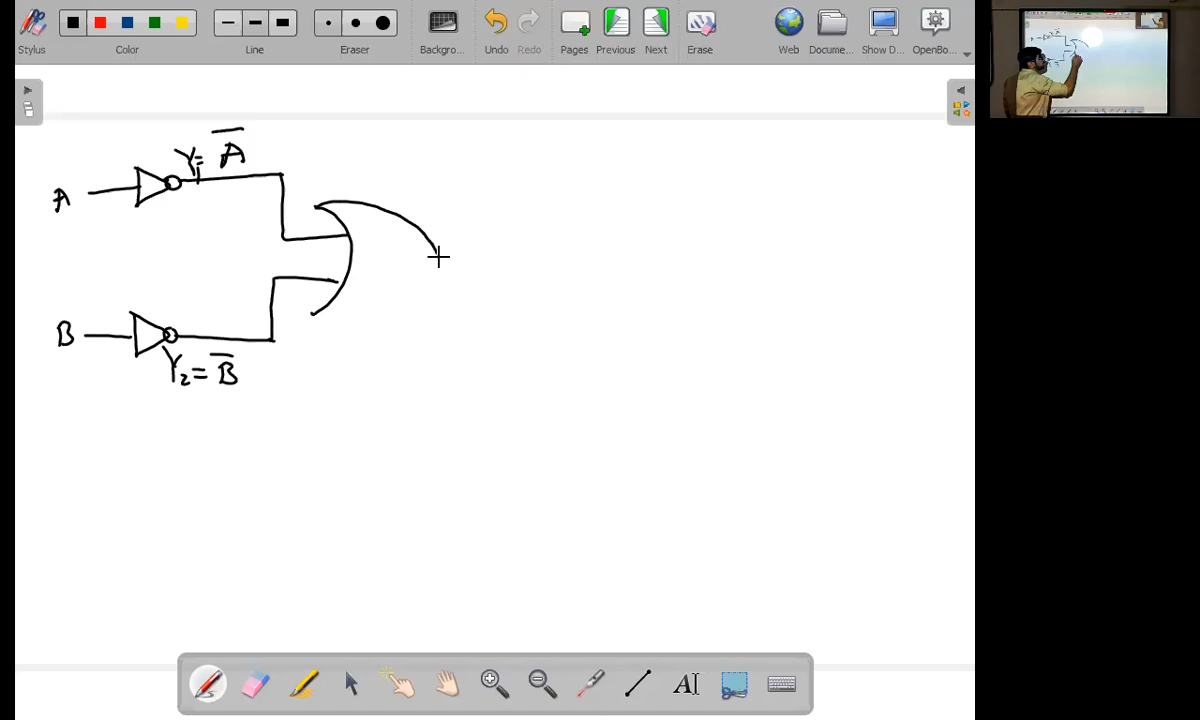 Stylus
Color
Line
Eraser
Backgro...
Undo
Redo
Pages
Previous
Next
Erase
Web
Docume...
Show D...
OpenBo...
Y₁= A̅
A
B
Y₂= B̅
A